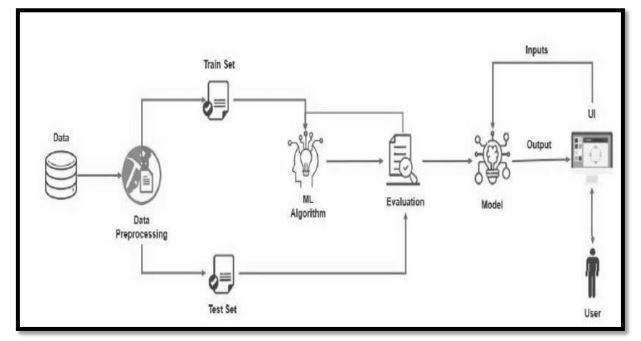 Inputs
Train Set
UI
Data
Output
ML
Algorithm
Evaluation
Model
Data
Preprocessing
Test Set
User